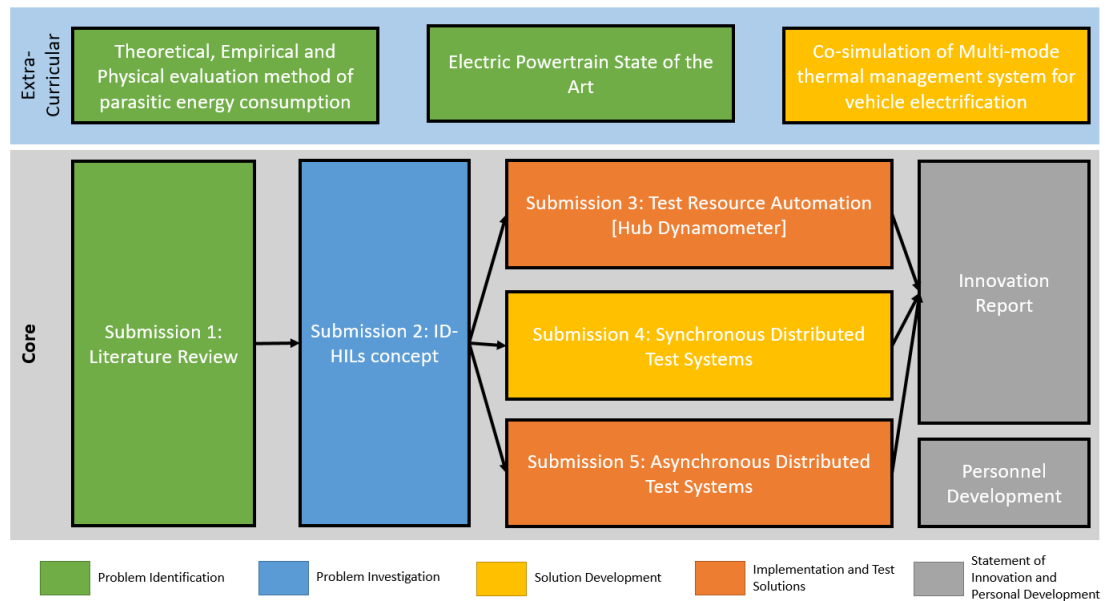 Extra-
Curricular
Theoretical, Empirical and
Physical evaluation method of
parasitic energy consumption
Electric Powertrain State of the
Art
Co-simulation of Multi-mode
thermal management system for
vehicle electrification
Core
Submission 1:
Literature Review
Submission 2: ID-
HILs concept
Submission 3: Test Resource Automation
[Hub Dynamometer]
Submission 4: Synchronous Distributed
Test Systems
Submission 5: Asynchronous Distributed
Test Systems
Innovation
Report
Personnel
Development
Problem Identification
Problem Investigation
Solution Development
Implementation and Test
Solutions
Statement of
Innovation and
Personal Development